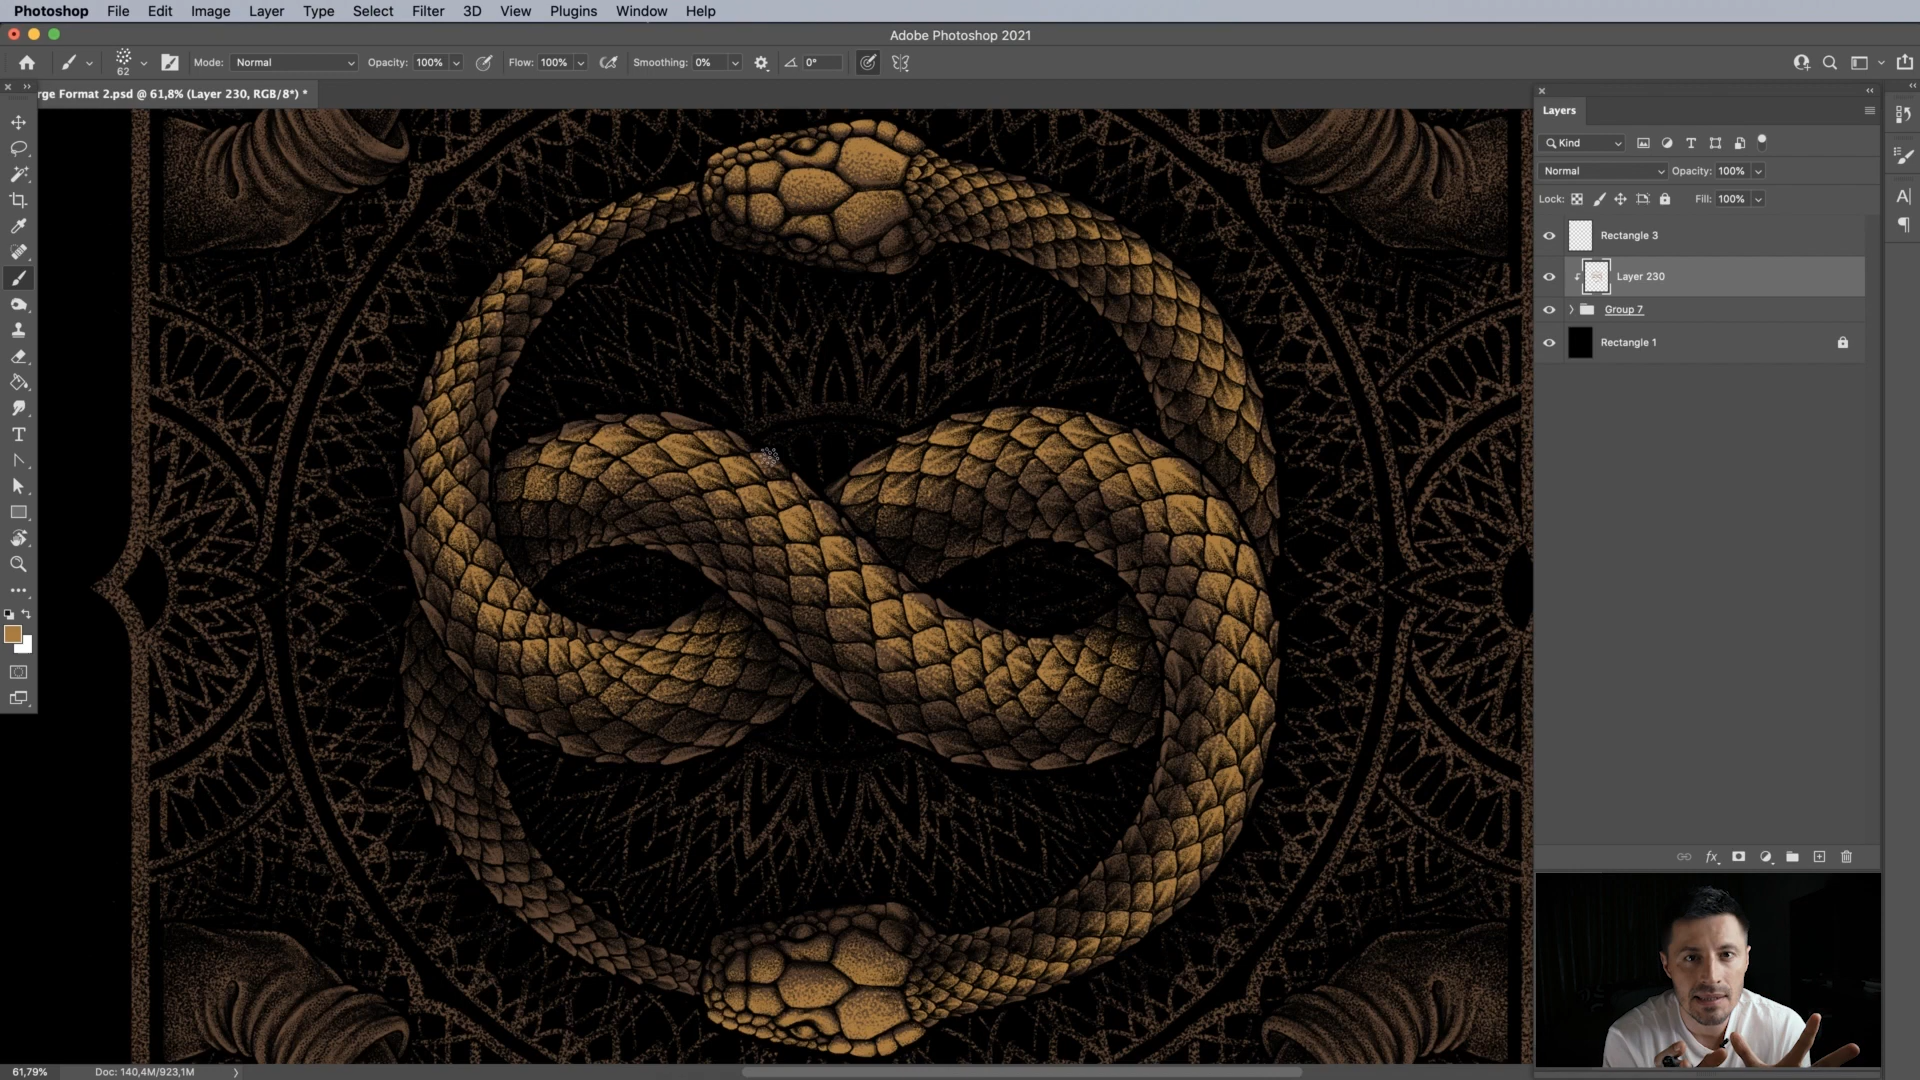 Photoshop File Edit Image Layer Type Select Filter 3D View Plugins Window Help
Adobe Photoshop 2021
62 Mode: Normal Opacity: 100% Flow: 100% Smoothing: 0% 0°
rge Format 2.psd @ 61,8% (Layer 230, RGB/8*) *
Layers
Kind
Normal Opacity: 100%
Lock: Fill: 100%
Rectangle 3
Layer 230
Group 7
Rectangle 1
61,79% Doc: 140,4M/923,1M